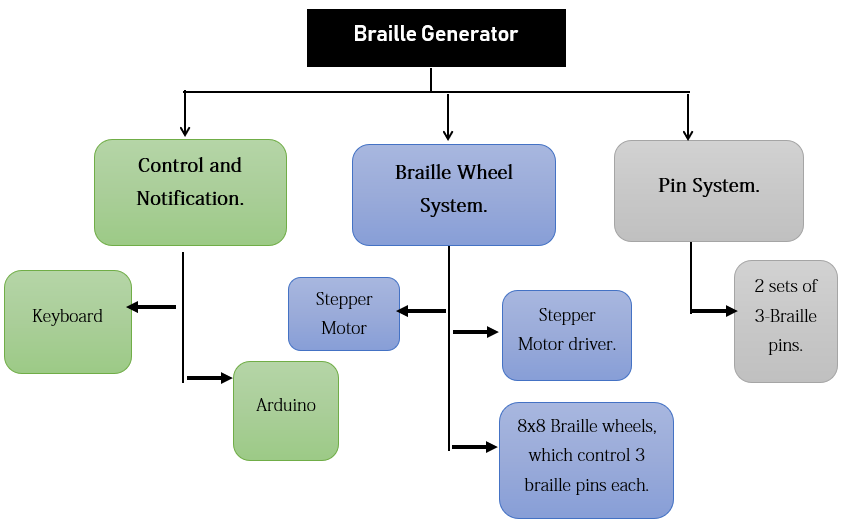 Braille Generator
Control and
Notification.
Braille Wheel
System.
Pin System.
Keyboard
Arduino
Stepper
Motor
Stepper
Motor driver.
8x8 Braille wheels,
which control 3
braille pins each.
2 sets of
3-Braille
pins.